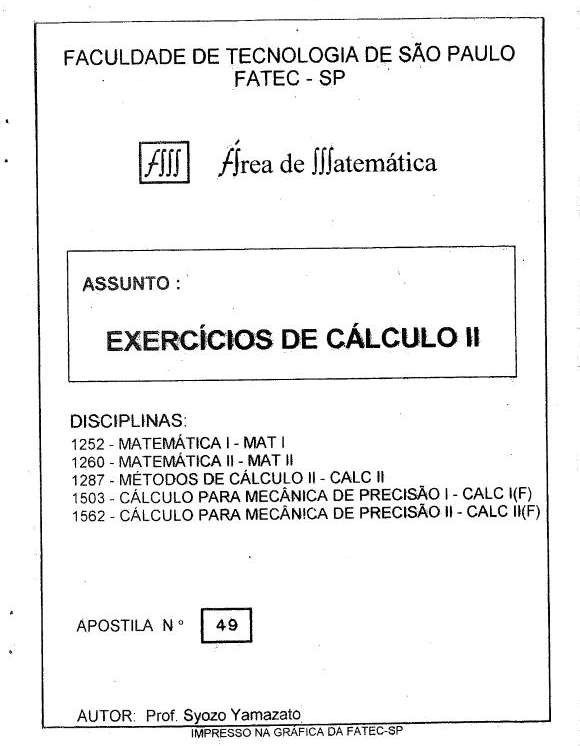 FACULDADE DE TECNOLOGIA DE SÃO PAULO
FATEC - SP
Área de ∭atemática
ASSUNTO :
EXERCÍCIOS DE CÁLCULO II
DISCIPLINAS:
1252 - MATEMÁTICA I - MAT I
1260 - MATEMÁTICA II - MAT II
1287 - MÉTODOS DE CÁLCULO II - CALC II
1503 - CÁLCULO PARA MECÂNICA DE PRECISÃO I - CALC I(F)
1562 - CÁLCULO PARA MECÂNICA DE PRECISÃO II - CALC II(F)
APOSTILA N º 49
AUTOR: Prof. Syozo Yamazato
IMPRESSO NA GRÁFICA DA FATEC-SP